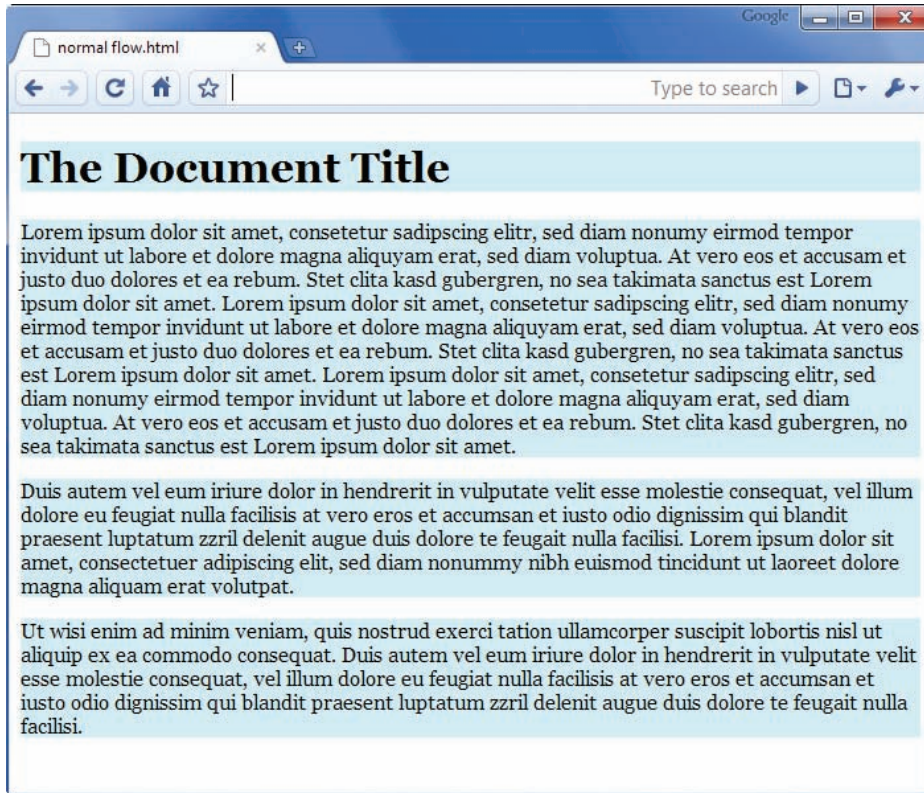 Google
normal flow.html
Type to search
The Document Title
Lorem ipsum dolor sit amet, consetetur sadipscing elitr, sed diam nonumy eirmod tempor
invidunt ut labore et dolore magna aliquyam erat, sed diam voluptua. At vero eos et accusam et
justo duo dolores et ea rebum. Stet clita kasd gubergren, no sea takimata sanctus est Lorem
ipsum dolor sit amet. Lorem ipsum dolor sit amet, consetetur sadipscing elitr, sed diam nonumy
eirmod tempor invidunt ut labore et dolore magna aliquyam erat, sed diam voluptua. At vero eos
et accusam et justo duo dolores et ea rebum. Stet clita kasd gubergren, no sea takimata sanctus
est Lorem ipsum dolor sit amet. Lorem ipsum dolor sit amet, consetetur sadipscing elitr, sed
diam nonumy eirmod tempor invidunt ut labore et dolore magna aliquyam erat, sed diam
voluptua. At vero eos et accusam et justo duo dolores et ea rebum. Stet clita kasd gubergren, no
sea takimata sanctus est Lorem ipsum dolor sit amet.
Duis autem vel eum iriure dolor in hendrerit in vulputate velit esse molestie consequat, vel illum
dolore eu feugiat nulla facilisis at vero eros et accumsan et iusto odio dignissim qui blandit
praesent luptatum zzril delenit augue duis dolore te feugait nulla facilisi. Lorem ipsum dolor sit
amet, consectetuer adipiscing elit, sed diam nonummy nibh euismod tincidunt ut laoreet dolore
magna aliquam erat volutpat.
Ut wisi enim ad minim veniam, quis nostrud exerci tation ullamcorper suscipit lobortis nisl ut
aliquip ex ea commodo consequat. Duis autem vel eum iriure dolor in hendrerit in vulputate velit
esse molestie consequat, vel illum dolore eu feugiat nulla facilisis at vero eros et accumsan et
iusto odio dignissim qui blandit praesent luptatum zzril delenit augue duis dolore te feugait nulla
facilisi.